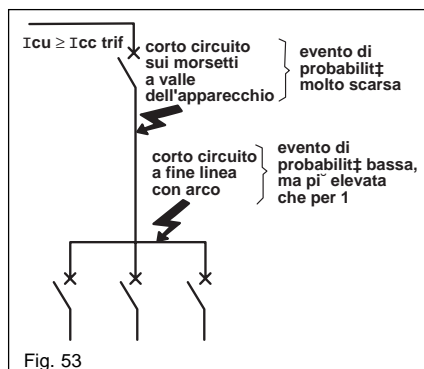 Icu ≥ Icc trif
corto circuito
sui morsetti
a valle
dell'apparecchio
evento di
probabilit‡
molto scarsa
corto circuito
a fine linea
con arco
evento di
probabilit‡ bassa,
ma pi˘ elevata
che per 1
Fig. 53